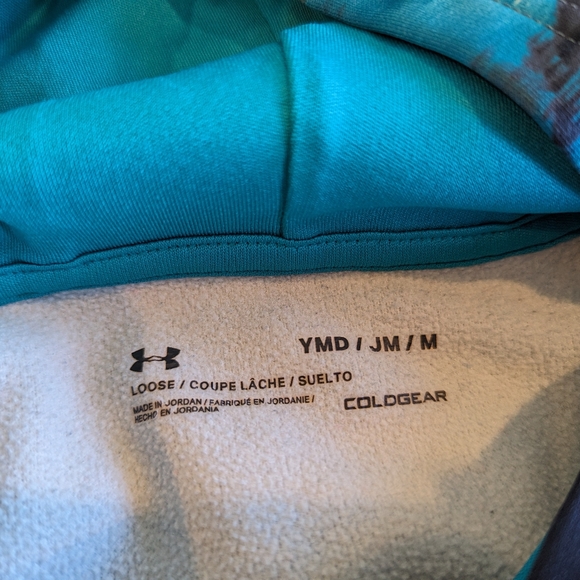 YMD / JM / M
LOOSE / COUPE LÂCHE / SUELTO
MADE IN JORDAN / FABRIQUÉ EN JORDANIE /
HECHO EN JORDANIA
COLDGEAR